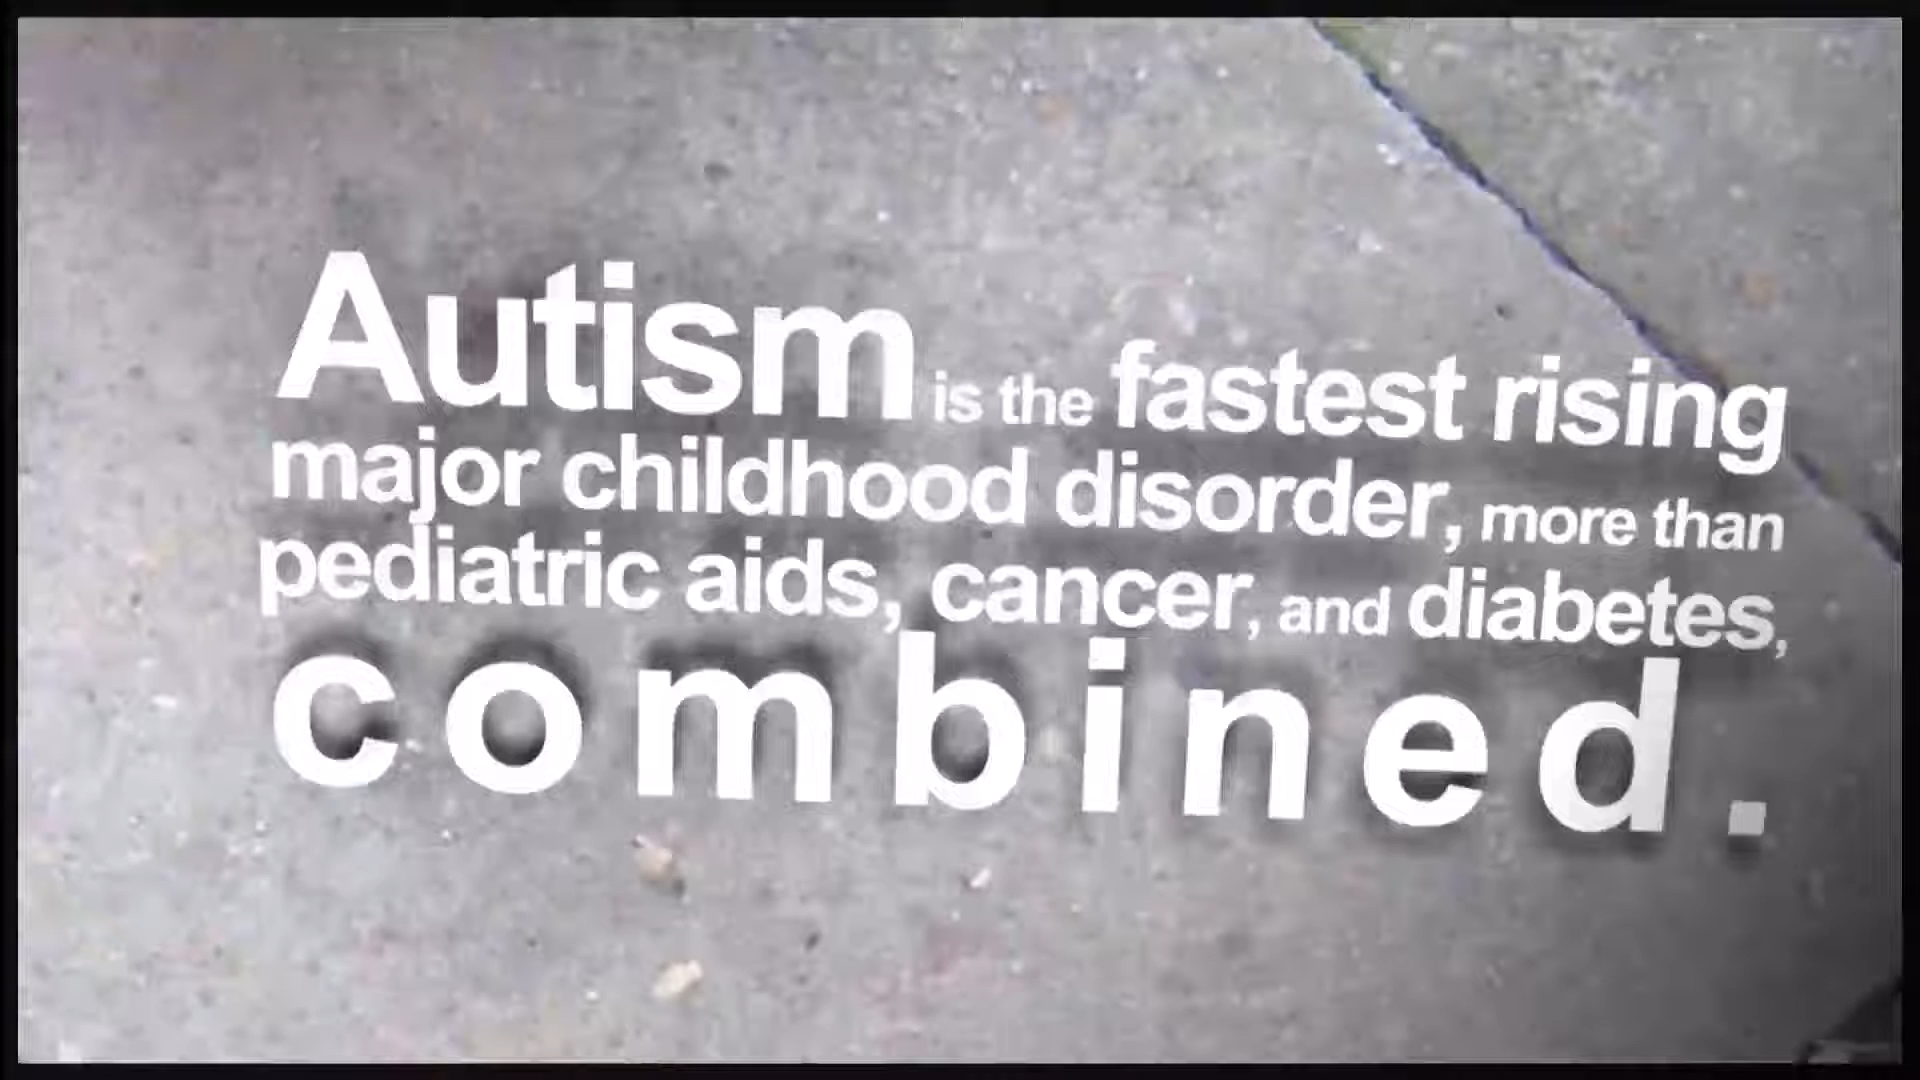 Autism is the fastest rising
major childhood disorder, more than
pediatric aids, cancer, and diabetes,
combined.